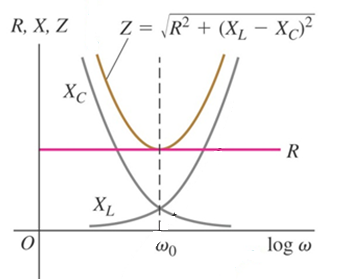 R, X, Z
Z = √R² + (X_L − X_C)²
X_C
R
X_L
O
ω₀
log ω